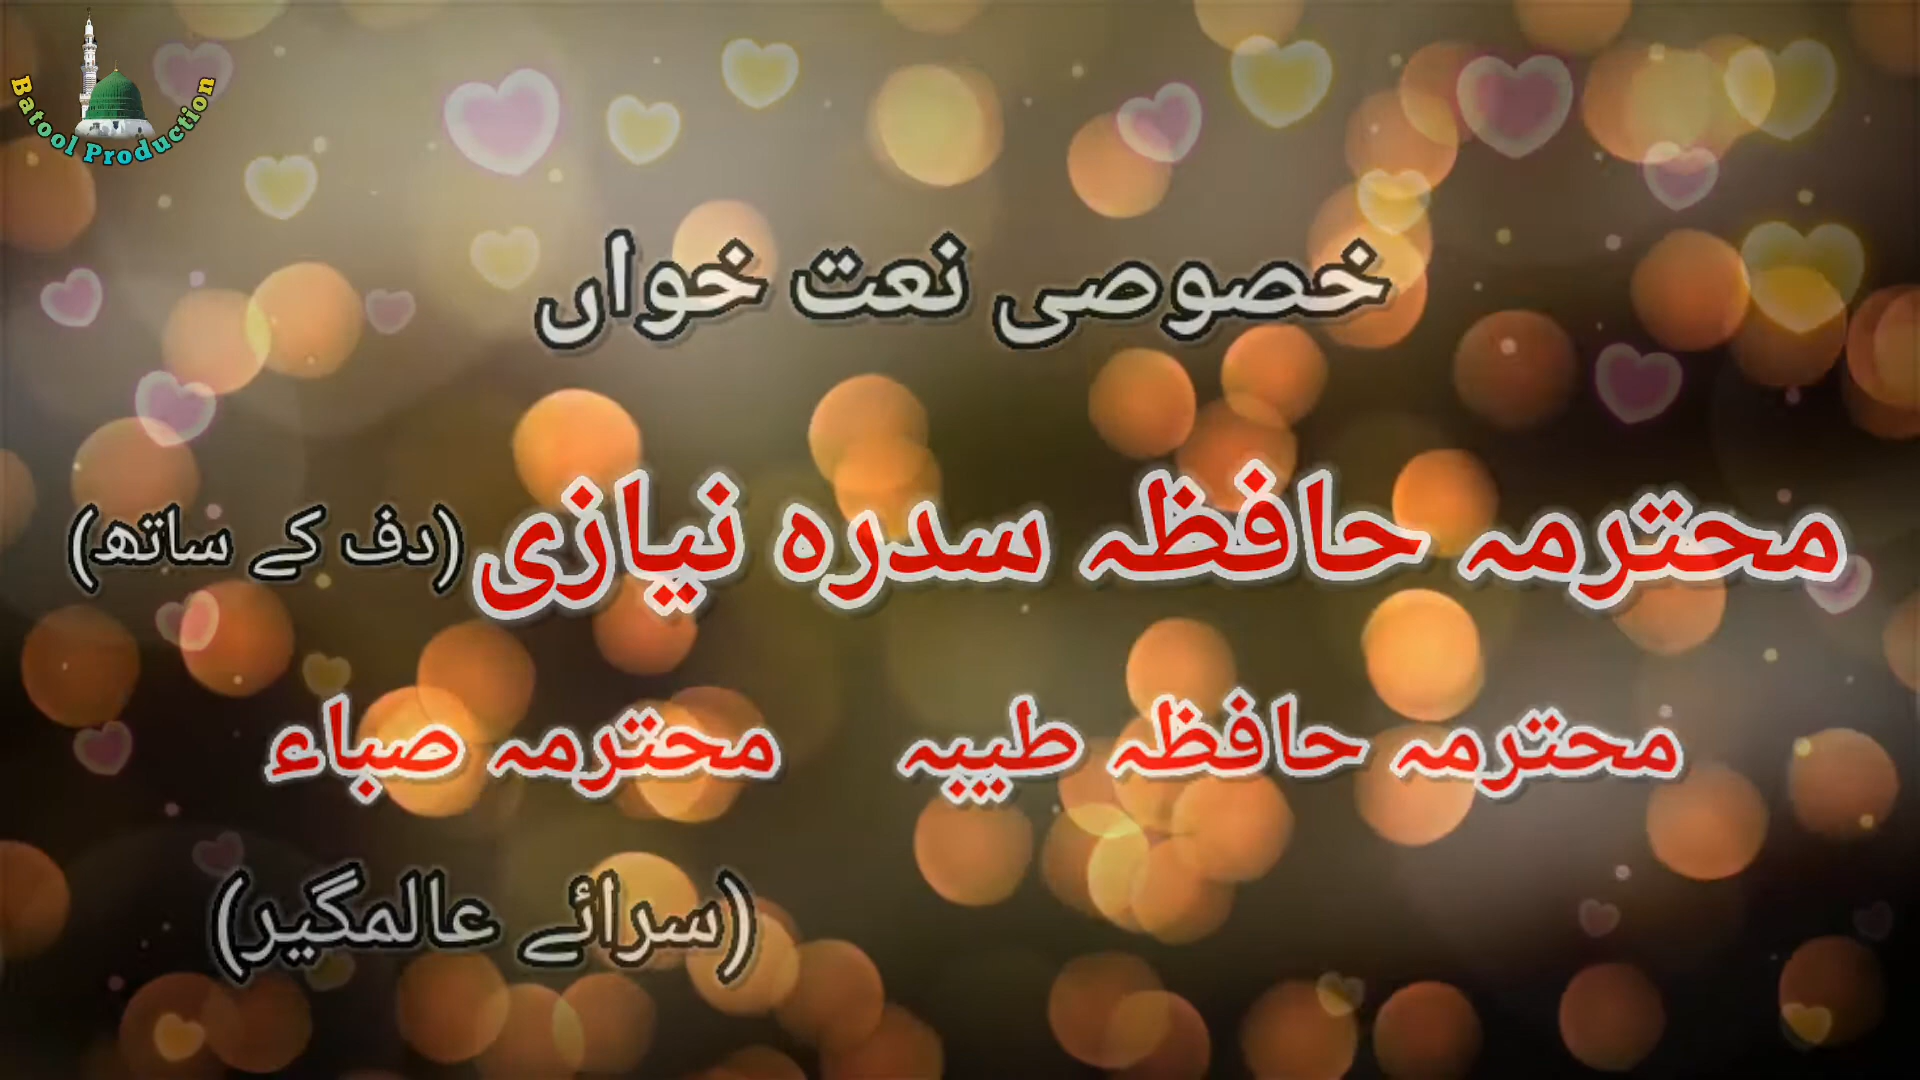 Batool Production
خصوصی نعت خواں
محترمہ حافظہ سدرہ نیازی (دف کے ساتھ)
محترمہ حافظہ طیبہ محترمہ صباء
(سرائے عالمگیر)